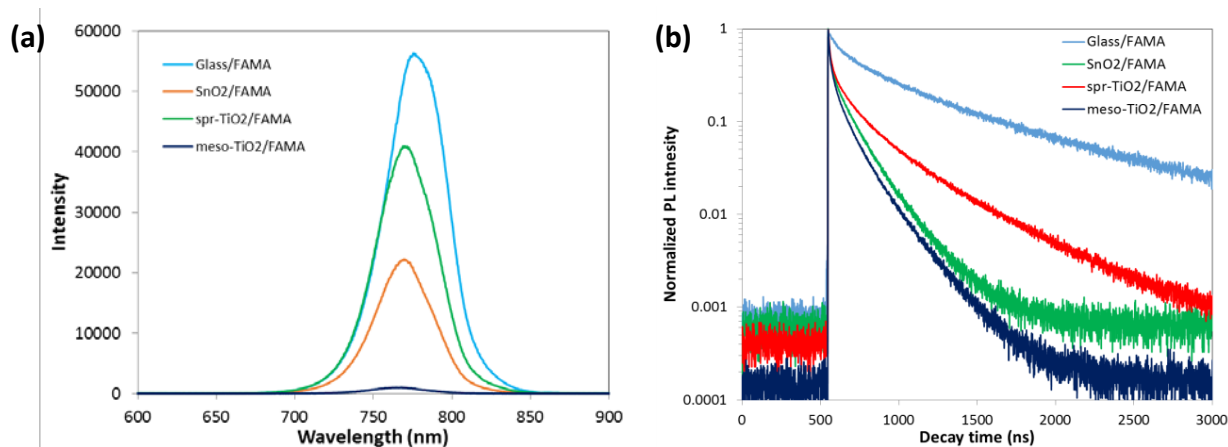 (a)
60000
50000
40000
30000
20000
10000
0
Intensity
Glass/FAMA
SnO2/FAMA
spr-TiO2/FAMA
meso-TiO2/FAMA
600 650 700 750 800 850 900
Wavelength (nm)
(b)
1
0.1
0.01
0.001
0.0001
Normalized PL intnesity
Glass/FAMA
SnO2/FAMA
spr-TiO2/FAMA
meso-TiO2/FAMA
0 500 1000 1500 2000 2500 3000
Decay time (ns)